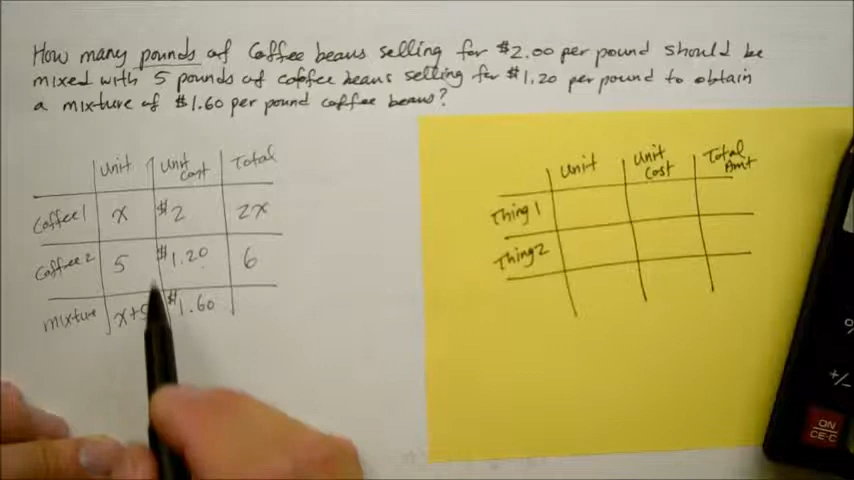 How many pounds of Coffee beans selling for $2.00 per pound should be
mixed with 5 pounds of coffee beans selling for $1.20 per pound to obtain
a mixture of $1.60 per pound coffee beans?
Unit Unit Cost Total
Coffee 1 x $2 2x
Coffee 2 5 $1.20 6
mixture x+5 $1.60
Unit Unit Cost Total Amt
Thing 1
Thing 2
%
+/-
ON
CE·C